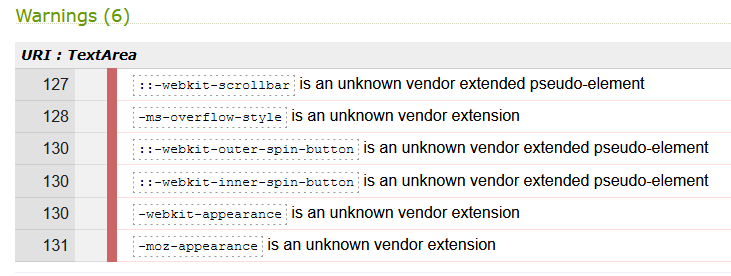 Warnings (6)
URI : TextArea
127 ::-webkit-scrollbar is an unknown vendor extended pseudo-element
128 -ms-overflow-style is an unknown vendor extension
130 ::-webkit-outer-spin-button is an unknown vendor extended pseudo-element
130 ::-webkit-inner-spin-button is an unknown vendor extended pseudo-element
130 -webkit-appearance is an unknown vendor extension
131 -moz-appearance is an unknown vendor extension